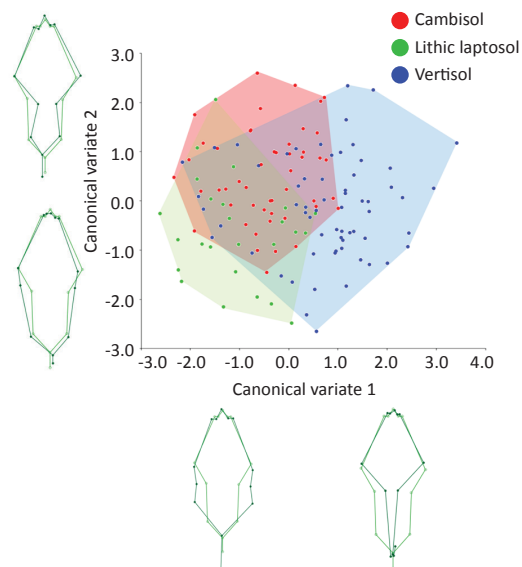 Cambisol
Lithic laptosol
Vertisol
3.0
2.0
1.0
0.0
-1.0
-2.0
-3.0
Canonical variate 2
-3.0 -2.0 -1.0 0.0 1.0 2.0 3.0 4.0
Canonical variate 1